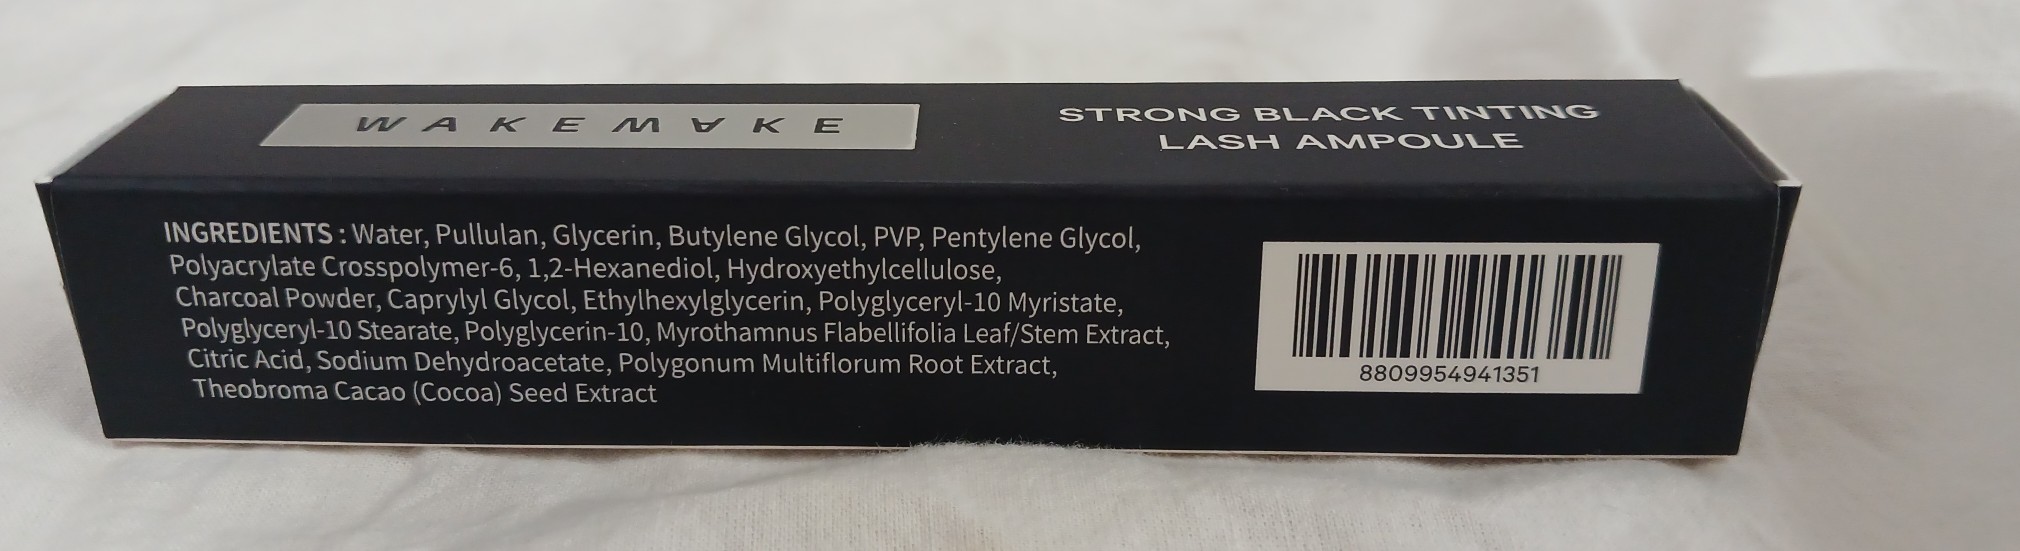 WAKEMAKE
STRONG BLACK TINTING
LASH AMPOULE
INGREDIENTS : Water, Pullulan, Glycerin, Butylene Glycol, PVP, Pentylene Glycol,
Polyacrylate Crosspolymer-6, 1,2-Hexanediol, Hydroxyethylcellulose,
Charcoal Powder, Caprylyl Glycol, Ethylhexylglycerin, Polyglyceryl-10 Myristate,
Polyglyceryl-10 Stearate, Polyglycerin-10, Myrothamnus Flabellifolia Leaf/Stem Extract,
Citric Acid, Sodium Dehydroacetate, Polygonum Multiflorum Root Extract,
Theobroma Cacao (Cocoa) Seed Extract
8809954941351